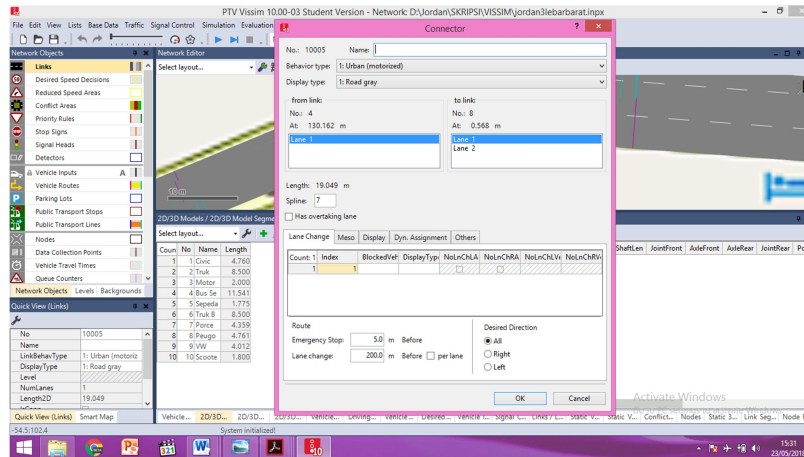 PTV Vissim 10.00-03 Student Version - Network: D:\Jordan\SKRIPSI\VISSIM\jordan3lebarbarat.inpx
File Edit View Lists Base Data Traffic Signal Control Simulation Evaluation
Network Objects
Links
Desired Speed Decisions
Reduced Speed Areas
Conflict Areas
Priority Rules
Stop Signs
Signal Heads
Detectors
Vehicle Inputs A
Vehicle Routes
Parking Lots
Public Transport Stops
Public Transport Lines
Nodes
Data Collection Points
Vehicle Travel Times
Queue Counters
Network Objects Levels Backgrounds
Quick View (Links)
No 10005
Name
LinkBehavType 1: Urban (motoriz
DisplayType 1: Road gray
Level
NumLanes 1
Length2D 19.049
Quick View (Links) Smart Map
Network Editor
Select layout...
10 m
2D/3D Models / 2D/3D Model Segme
Select layout...
Coun No Name Length
1 1 Civic 4.760
2 2 Truk 8.500
3 3 Motor 2.000
4 4 Bus Se 11.541
5 5 Sepeda 1.775
6 6 Truk B 8.500
7 7 Porce 4.359
8 8 Peugo 4.761
9 9 VW 4.012
10 10 Scoote 1.800
Connector
? ×
No.: 10005 Name:
Behavior type: 1: Urban (motorized)
Display type: 1: Road gray
from link:
No.: 4
At: 130.162 m
Lane 1
to link:
No.: 8
At: 0.568 m
Lane 1
Lane 2
Length: 19.049 m
Spline: 7
Has overtaking lane
Lane Change Meso Display Dyn. Assignment Others
Count: 1 Index BlockedVeh DisplayType NoLnChLA NoLnChRA NoLnChLV NoLnChRV
1 1
Route
Emergency Stop: 5.0 m Before
Lane change: 200.0 m Before per lane
Desired Direction
All
Right
Left
OK Cancel
ShaftLen JointFront AxleFront AxleRear JointRear Po
Activate Windows
Vehicle... 2D/3D... 2D/3D... 2D/3D... Vehicle... Driving... Vehicle... Desired... Vehicle t... Signal C... Links / L... Static V... Static V... Conflict... Nodes Static 3... Link Seg... Node
-54.5:102.4 System initialized!
15:31
23/05/2018